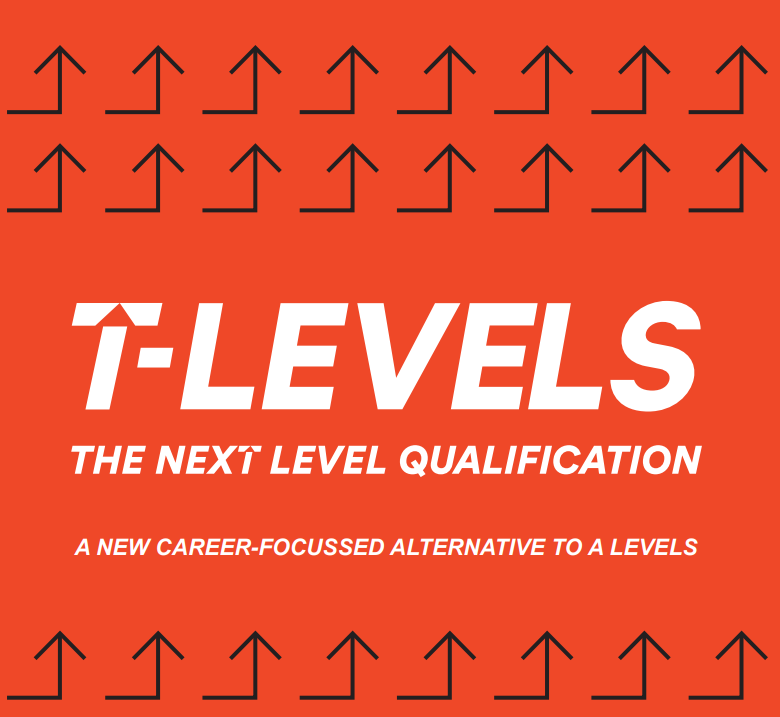 T-LEVELS
THE NEXT LEVEL QUALIFICATION
A NEW CAREER-FOCUSSED ALTERNATIVE TO A LEVELS